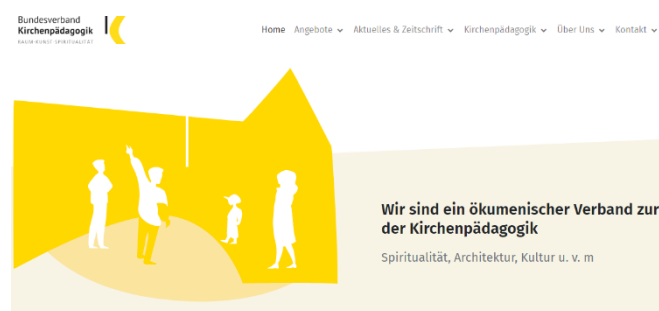 Bundesverband
Kirchenpädagogik
RAUM KUNST SPIRITUALITÄT
Home Angebote Aktuelles & Zeitschrift Kirchenpädagogik Über Uns Kontakt
Wir sind ein ökumenischer Verband zur
der Kirchenpädagogik
Spiritualität, Architektur, Kultur u. v. m